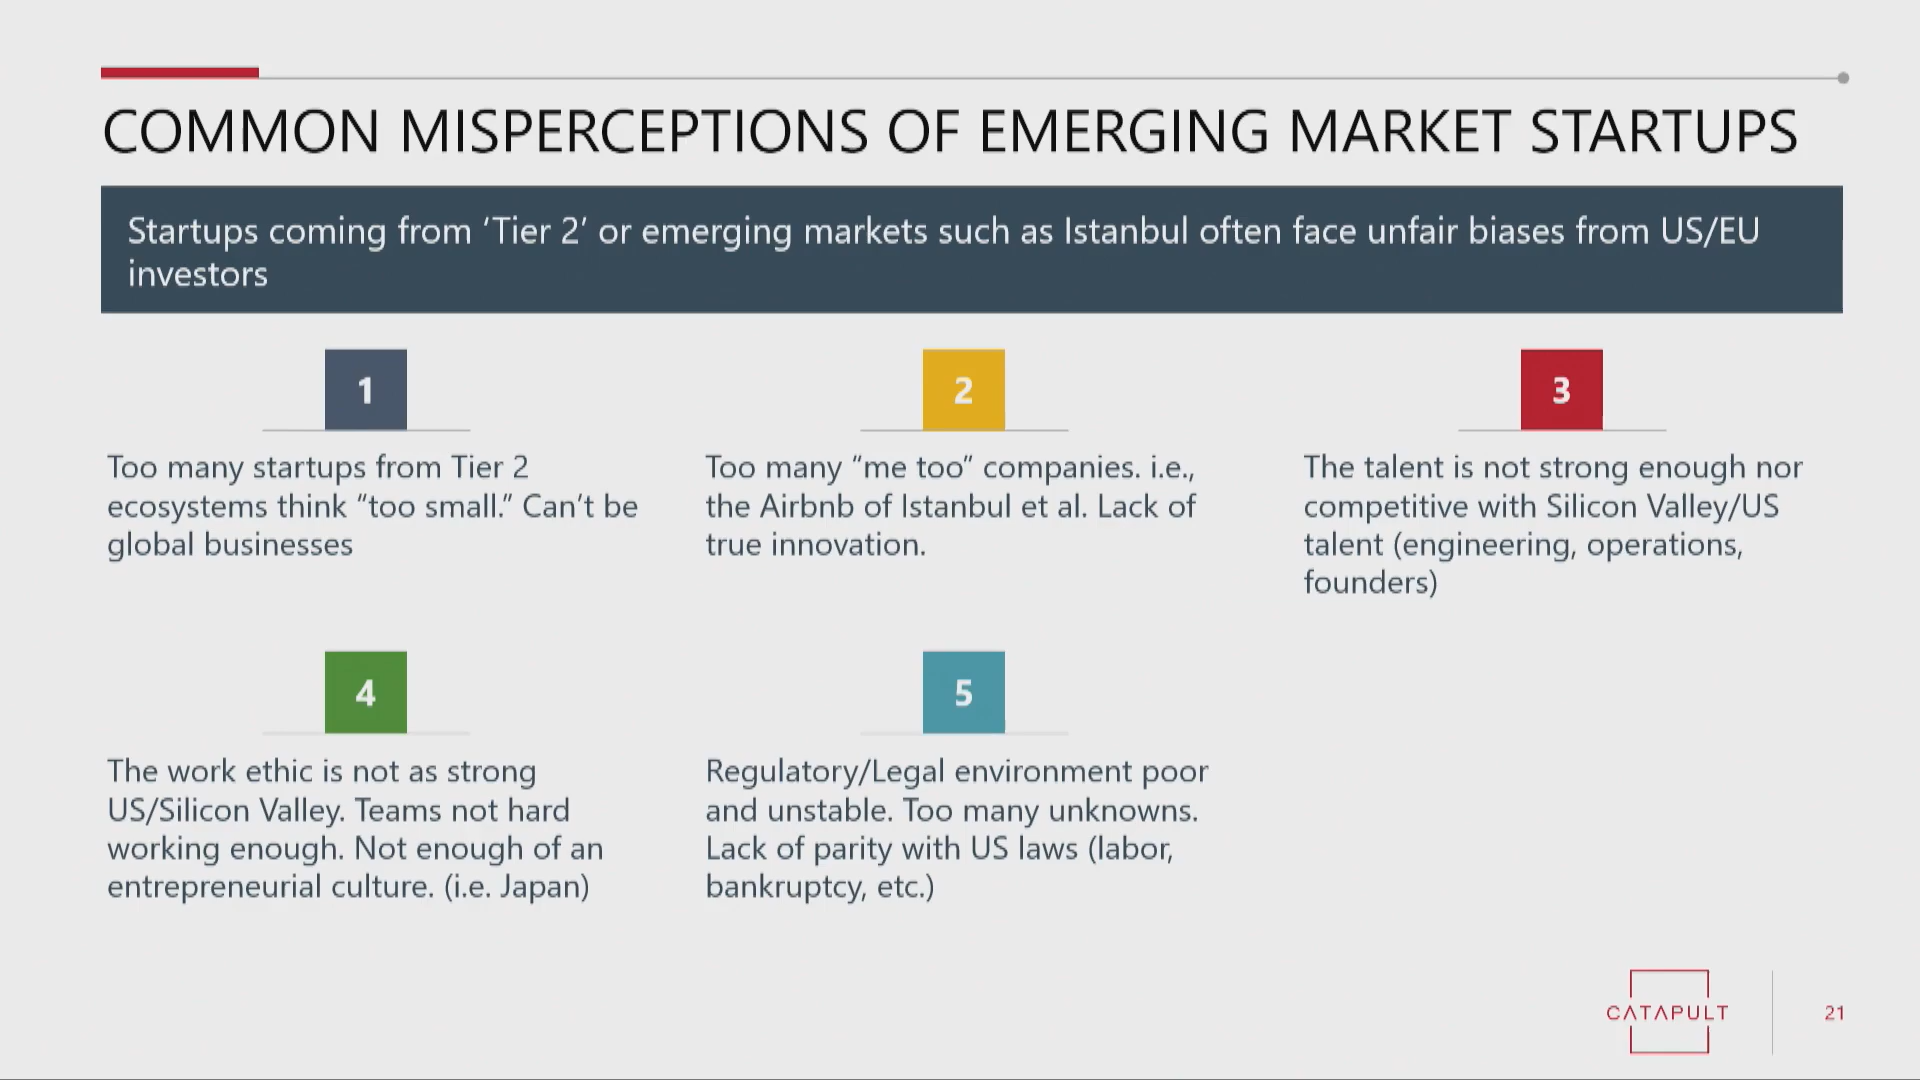 COMMON MISPERCEPTIONS OF EMERGING MARKET STARTUPS
Startups coming from ‘Tier 2’ or emerging markets such as Istanbul often face unfair biases from US/EU
investors
1
Too many startups from Tier 2
ecosystems think “too small.” Can’t be
global businesses
2
Too many “me too” companies. i.e.,
the Airbnb of Istanbul et al. Lack of
true innovation.
3
The talent is not strong enough nor
competitive with Silicon Valley/US
talent (engineering, operations,
founders)
4
The work ethic is not as strong
US/Silicon Valley. Teams not hard
working enough. Not enough of an
entrepreneurial culture. (i.e. Japan)
5
Regulatory/Legal environment poor
and unstable. Too many unknowns.
Lack of parity with US laws (labor,
bankruptcy, etc.)
CATAPULT
21